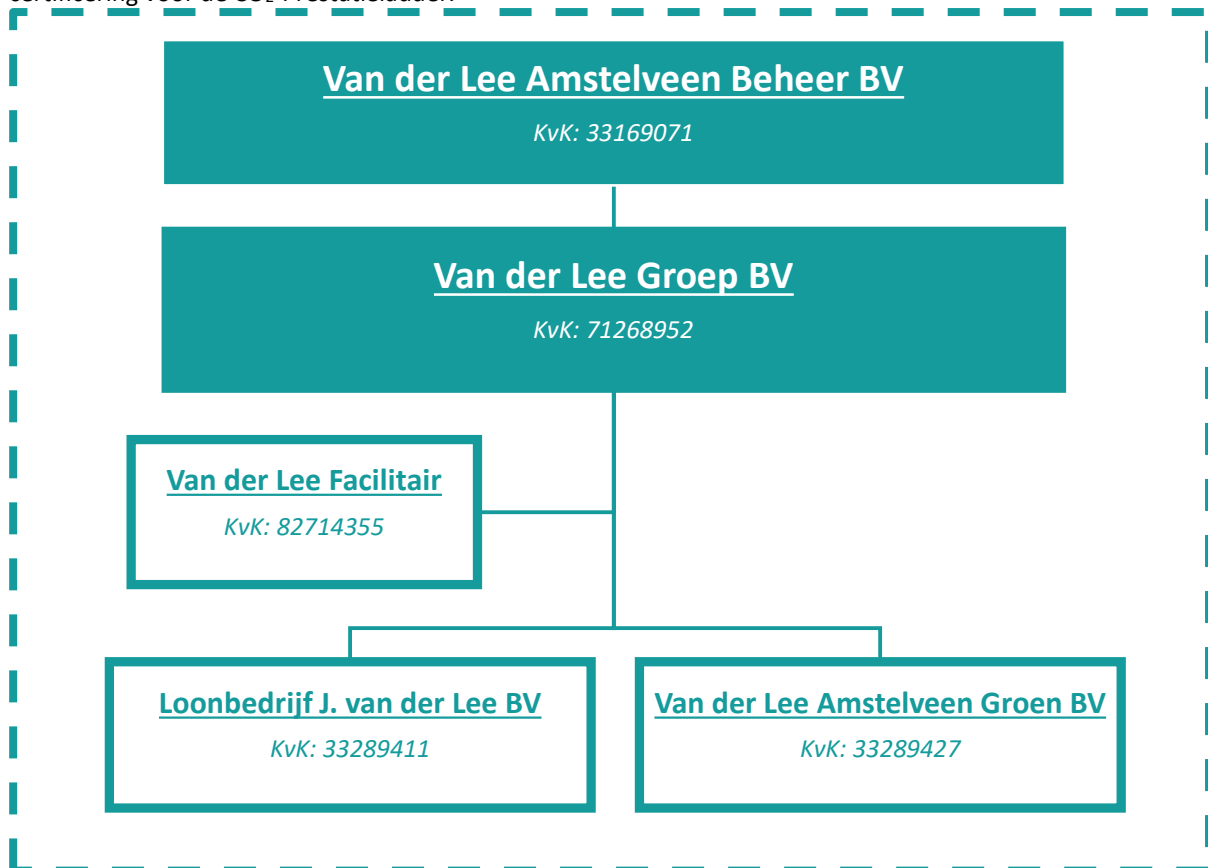 Van der Lee Amstelveen Beheer BV
KvK: 33169071
Van der Lee Groep BV
KvK: 71268952
Van der Lee Facilitair
KvK: 82714355
Loonbedrijf J. van der Lee BV
KvK: 33289411
Van der Lee Amstelveen Groen BV
KvK: 33289427